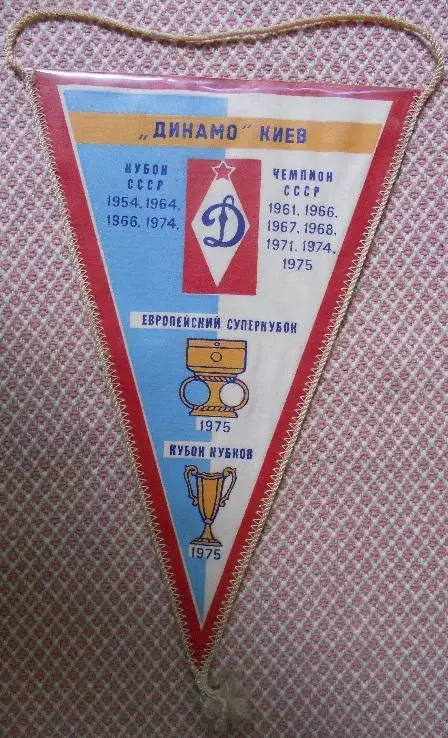 „ДИНАМО" КИЕВ
КУБОК
СССР
1954, 1964,
1966, 1974,
Д
ЧЕМПИОН
СССР
1961, 1966,
1967, 1968,
1971, 1974,
1975
ЕВРОПЕЙСКИЙ СУПЕРКУБОК
1975
КУБОК КУБКОВ
1975